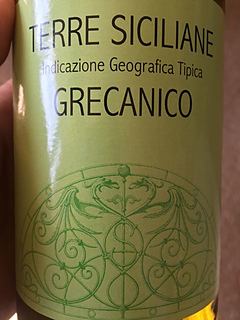 TERRE SICILIANE
Indicazione Geografica Tipica
GRECANICO